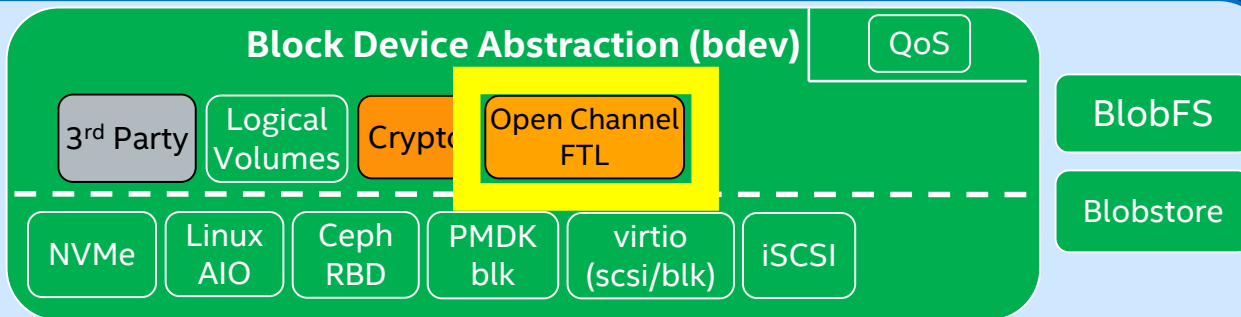 Block Device Abstraction (bdev)
QoS
3rd Party
Logical
Volumes
Open Channel
FTL
BlobFS
Blobstore
NVMe
Linux
AIO
Ceph
RBD
PMDK
blk
virtio
(scsi/blk)
iSCSI